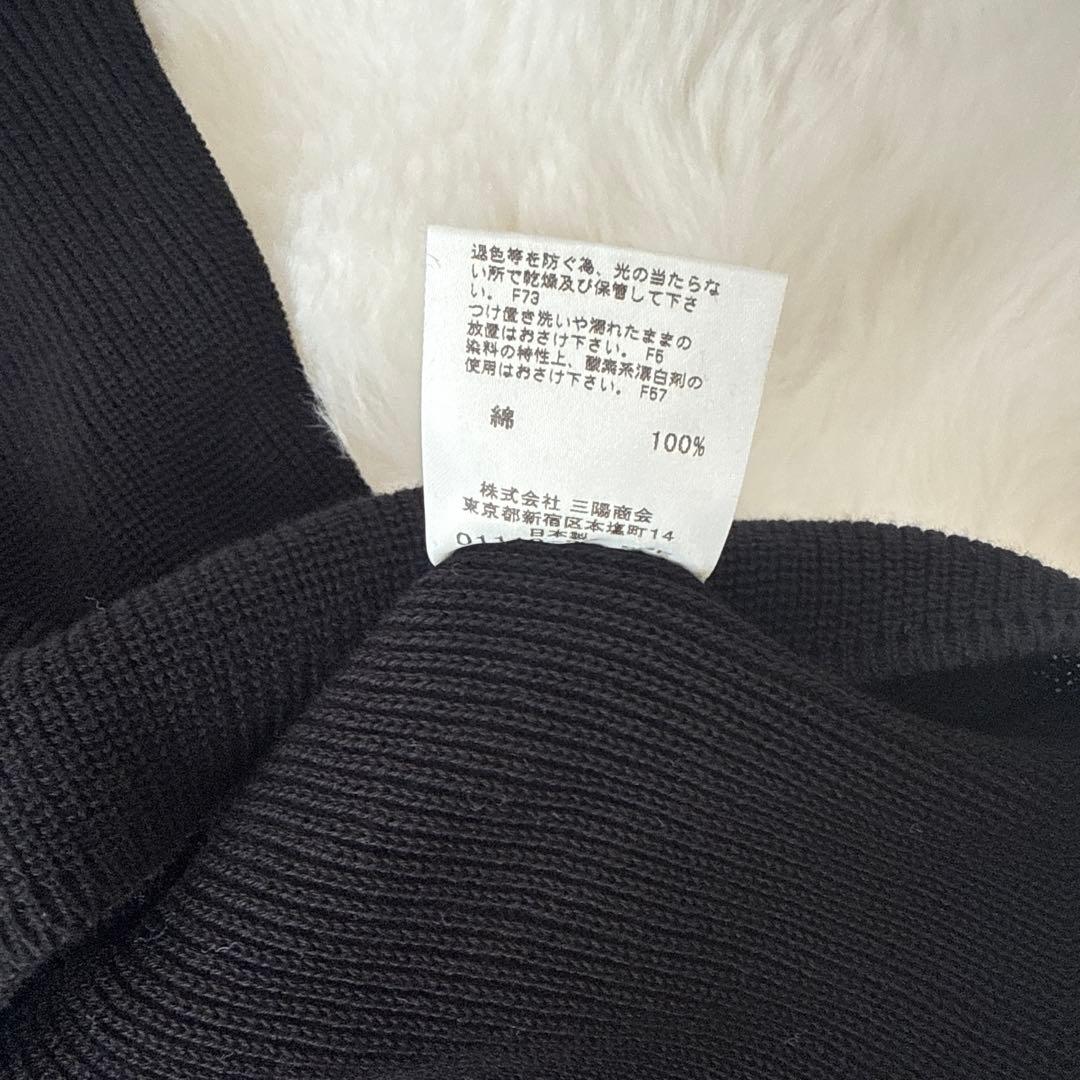 退色等を防ぐ為、光の当たらな
い所で乾燥及び保管して下さ
い。 F73
つけ置き洗いや濡れたままの
放置はおさけ下さい。 F5
染料の特性上、酸素系漂白剤の
使用はおさけ下さい。 F57
綿
100%
株式会社 三陽商会
東京都新宿区本塩町14
日本製